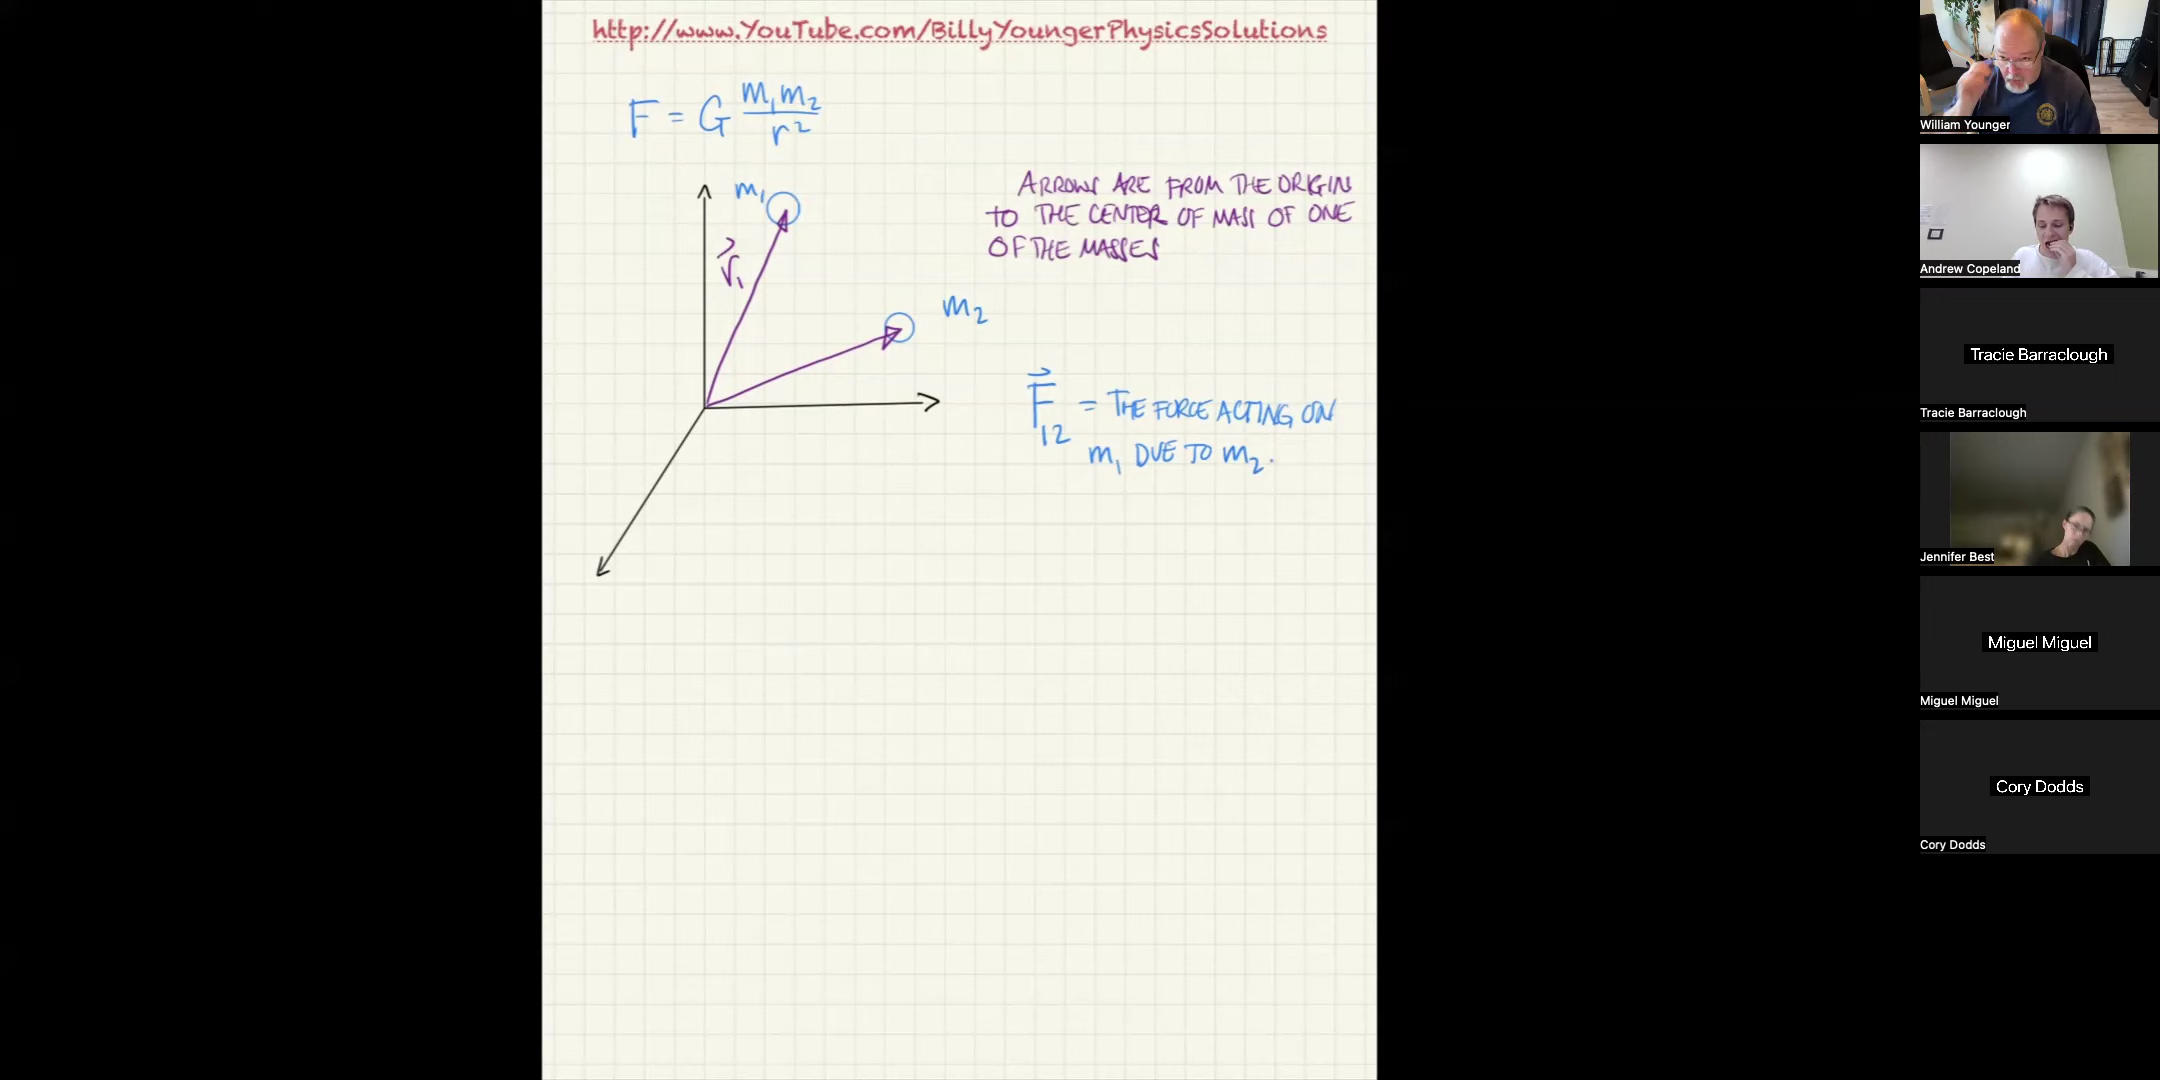 http://www.YouTube.com/BillyYoungerPhysicsSolutions
F = G m₁m₂/r²
m₁
ARROWS ARE FROM THE ORIGIN
TO THE CENTER OF MASS OF ONE
OF THE MASSES
r⃗₁
m₂
F⃗₁₂ = THE FORCE ACTING ON
m₁ DUE TO m₂.
William Younger
Andrew Copeland
Tracie Barraclough
Tracie Barraclough
Jennifer Best
Miguel Miguel
Miguel Miguel
Cory Dodds
Cory Dodds